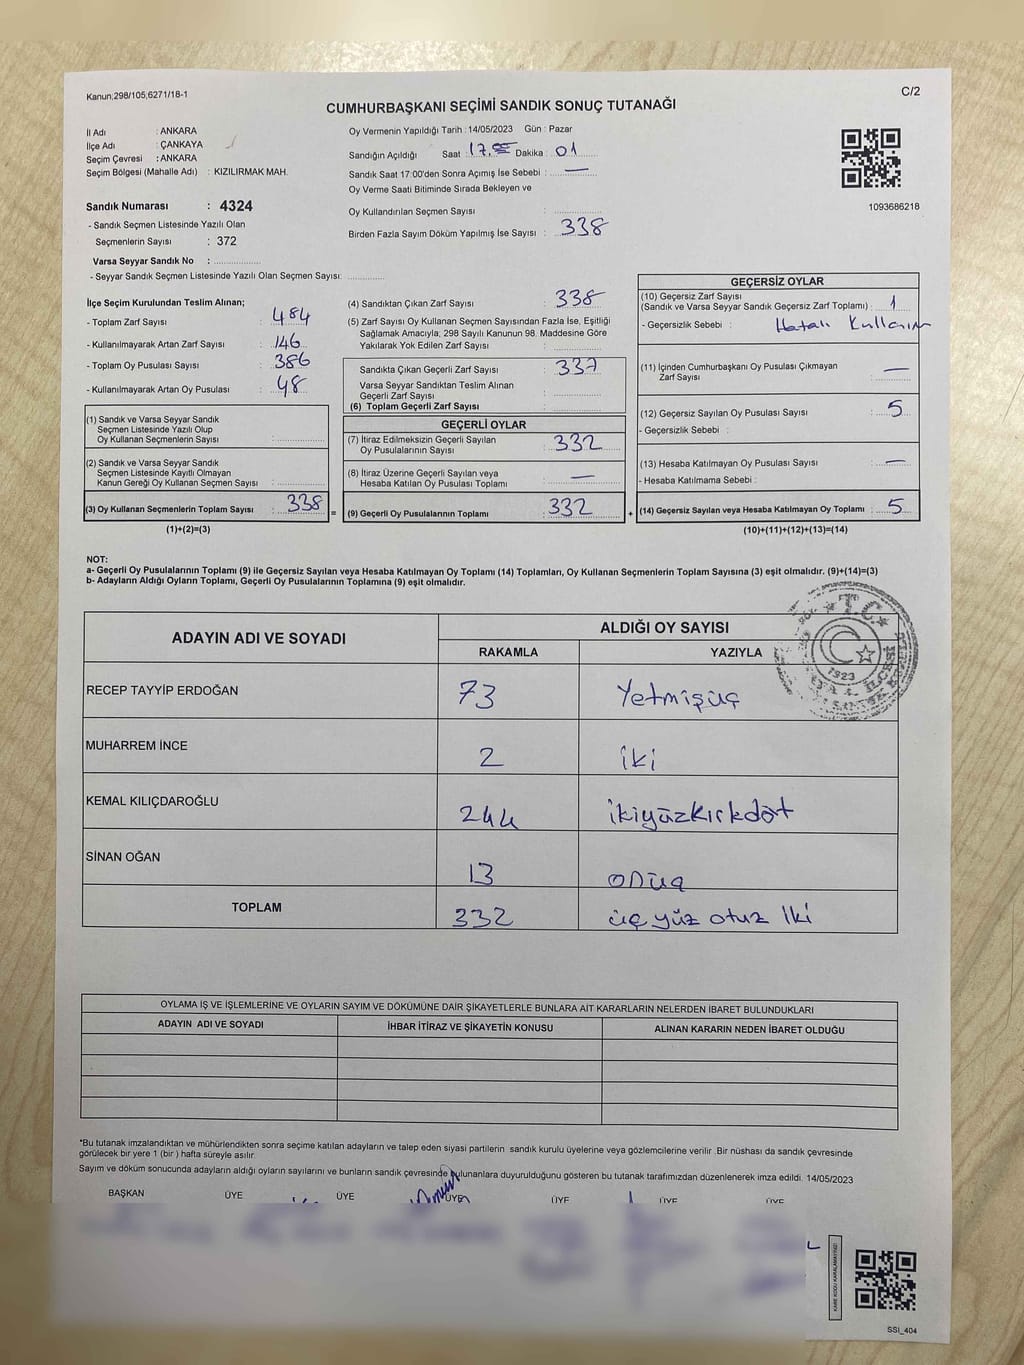 Kanun;298/105,6271/18-1
C/2
CUMHURBAŞKANI SEÇİMİ SANDIK SONUÇ TUTANAĞI
İl Adı : ANKARA
İlçe Adı : ÇANKAYA
Seçim Çevresi : ANKARA
Seçim Bölgesi (Mahalle Adı) : KIZILIRMAK MAH.
Oy Vermenin Yapıldığı Tarih : 14/05/2023 Gün : Pazar
Sandığın Açıldığı Saat : 17, Dakika : 01
Sandık Saat 17:00'den Sonra Açımış İse Sebebi : —
Oy Verme Saati Bitiminde Sırada Bekleyen ve
Oy Kullandırılan Seçmen Sayısı :
Birden Fazla Sayım Döküm Yapılmış İse Sayısı : 338
1093686218
Sandık Numarası : 4324
- Sandık Seçmen Listesinde Yazılı Olan
Seçmenlerin Sayısı : 372
Varsa Seyyar Sandık No :
- Seyyar Sandık Seçmen Listesinde Yazılı Olan Seçmen Sayısı:
İlçe Seçim Kurulundan Teslim Alınan;
- Toplam Zarf Sayısı : 484
- Kullanılmayarak Artan Zarf Sayısı : 146
- Toplam Oy Pusulası Sayısı : 386
- Kullanılmayarak Artan Oy Pusulası : 48
(1) Sandık ve Varsa Seyyar Sandık
Seçmen Listesinde Yazılı Olup
Oy Kullanan Seçmenlerin Sayısı :
(2) Sandık ve Varsa Seyyar Sandık
Seçmen Listesinde Kayıtlı Olmayan
Kanun Gereği Oy Kullanan Seçmen Sayısı :
(3) Oy Kullanan Seçmenlerin Toplam Sayısı : 338 =
(1)+(2)=(3)
(4) Sandıktan Çıkan Zarf Sayısı : 338
(5) Zarf Sayısı Oy Kullanan Seçmen Sayısından Fazla İse, Eşitliği
Sağlamak Amacıyla, 298 Sayılı Kanunun 98. Maddesine Göre
Yakılarak Yok Edilen Zarf Sayısı :
Sandıkta Çıkan Geçerli Zarf Sayısı : 337
Varsa Seyyar Sandıktan Teslim Alınan
Geçerli Zarf Sayısı :
(6) Toplam Geçerli Zarf Sayısı :
GEÇERLİ OYLAR
(7) İtiraz Edilmeksizin Geçerli Sayılan
Oy Pusulalarının Sayısı : 332
(8) İtiraz Üzerine Geçerli Sayılan veya
Hesaba Katılan Oy Pusulası Toplamı : —
(9) Geçerli Oy Pusulalarının Toplamı : 332 +
GEÇERSİZ OYLAR
(10) Geçersiz Zarf Sayısı
(Sandık ve Varsa Seyyar Sandık Geçersiz Zarf Toplamı) : 1
- Geçersizlik Sebebi : Hatalı Kullanım
(11) İçinden Cumhurbaşkanı Oy Pusulası Çıkmayan
Zarf Sayısı : —
(12) Geçersiz Sayılan Oy Pusulası Sayısı : 5
- Geçersizlik Sebebi :
(13) Hesaba Katılmayan Oy Pusulası Sayısı : —
- Hesaba Katılmama Sebebi :
(14) Geçersiz Sayılan veya Hesaba Katılmayan Oy Toplamı : 5
(10)+(11)+(12)+(13)=(14)
NOT:
a- Geçerli Oy Pusulalarının Toplamı (9) ile Geçersiz Sayılan veya Hesaba Katılmayan Oy Toplamı (14) Toplamları, Oy Kullanan Seçmenlerin Toplam Sayısına (3) eşit olmalıdır. (9)+(14)=(3)
b- Adayların Aldığı Oyların Toplamı, Geçerli Oy Pusulalarının Toplamına (9) eşit olmalıdır.
ADAYIN ADI VE SOYADI
ALDIĞI OY SAYISI
RAKAMLA YAZIYLA
T.C.
1923
RECEP TAYYİP ERDOĞAN 73 Yetmişüç
MUHARREM İNCE 2 iki
KEMAL KILIÇDAROĞLU 244 ikiyüzkırkdört
SİNAN OĞAN 13 onüç
TOPLAM 332 üç yüz otuz iki
OYLAMA İŞ VE İŞLEMLERİNE VE OYLARIN SAYIM VE DÖKÜMÜNE DAİR ŞİKAYETLERLE BUNLARA AİT KARARLARIN NELERDEN İBARET BULUNDUKLARI
ADAYIN ADI VE SOYADI İHBAR İTİRAZ VE ŞİKAYETİN KONUSU ALINAN KARARIN NEDEN İBARET OLDUĞU
*Bu tutanak imzalandıktan ve mühürlendikten sonra seçime katılan adayların ve talep eden siyasi partilerin sandık kurulu üyelerine veya gözlemcilerine verilir. Bir nüshası da sandık çevresinde
görülecek bir yere 1 (bir ) hafta süreyle asılır.
Sayım ve döküm sonucunda adayların aldığı oyların sayılarını ve bunların sandık çevresinde bulunanlara duyurulduğunu gösteren bu tutanak tarafımızdan düzenlenerek imza edildi. 14/05/2023
BAŞKAN ÜYE ÜYE ÜYE ÜYE ÜYE ÜYE
KARE KODU KARALAMAYINIZ!
SSI_404